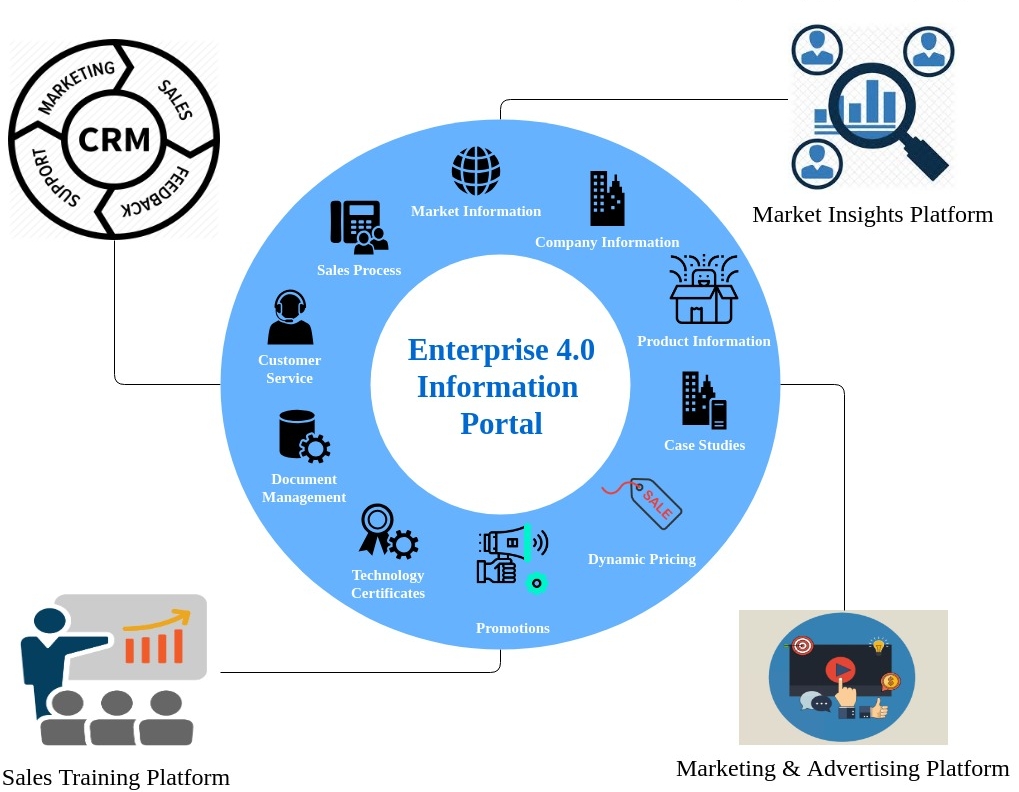 MARKETING
SALES
CRM
SUPPORT
FEEDBACK
Market Insights Platform
Market Information
Company Information
Sales Process
Product Information
Customer
Service
Enterprise 4.0
Information
Portal
Case Studies
Document
Management
SALE
Dynamic Pricing
Technology
Certificates
Promotions
$
Sales Training Platform
Marketing & Advertising Platform